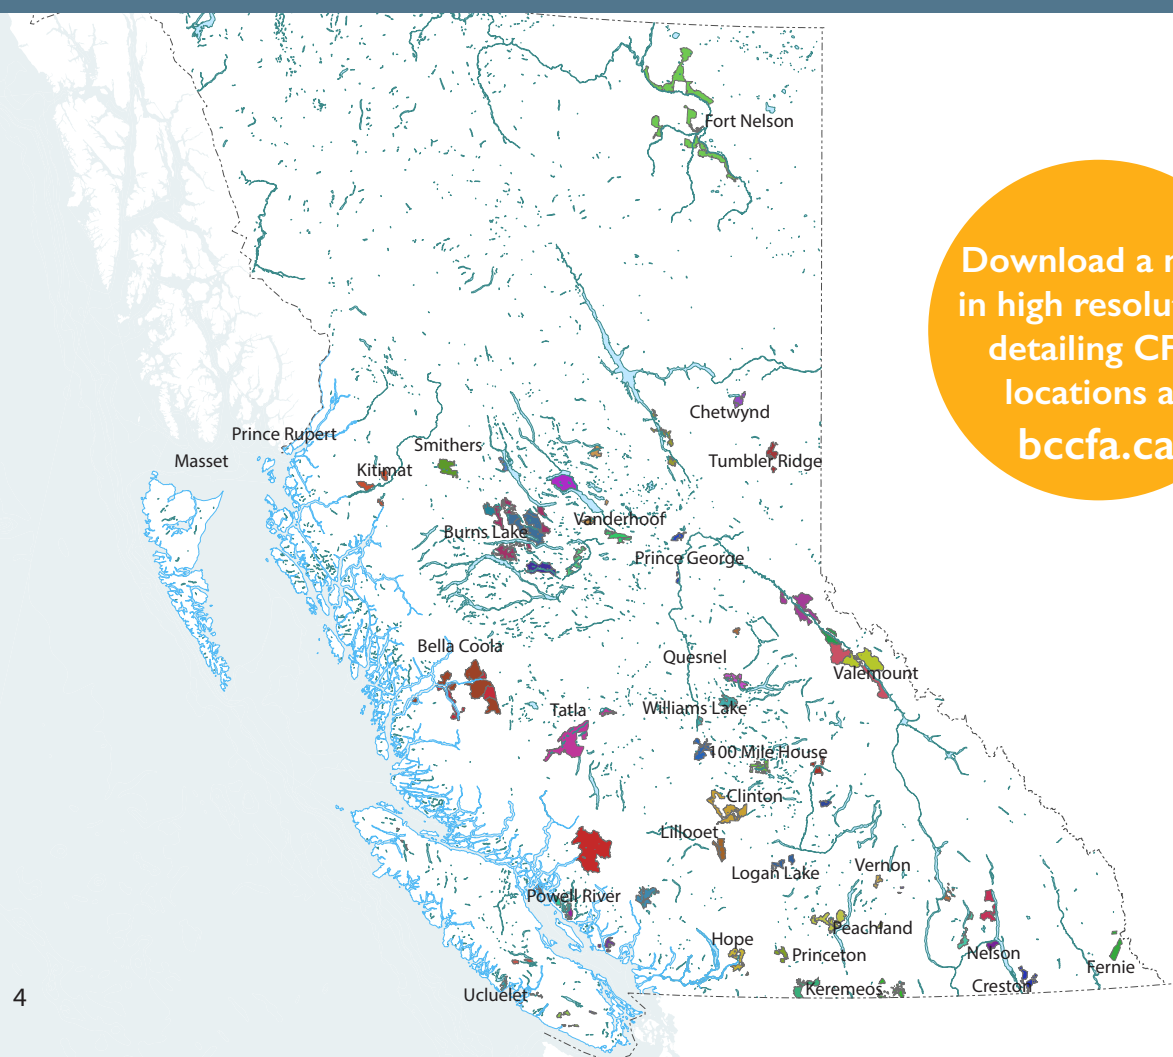 Fort Nelson
Download a
in high
detailing
locations
bccfa.ca
Chetwynd
Prince Rupert
Smithers
Masset
Tumbler Ridge
Kitimat
Vanderhoof
Burns Lake
Prince George
Bella Coola
Quesnel
Valemount
Tatla
Williams Lake
100 Mile House
Clinton
Lillooet
Logan Lake
Vernon
Powell River
Peachland
Hope
Princeton
Nelson
Fernie
Keremeos
Creston
Ucluelet
4